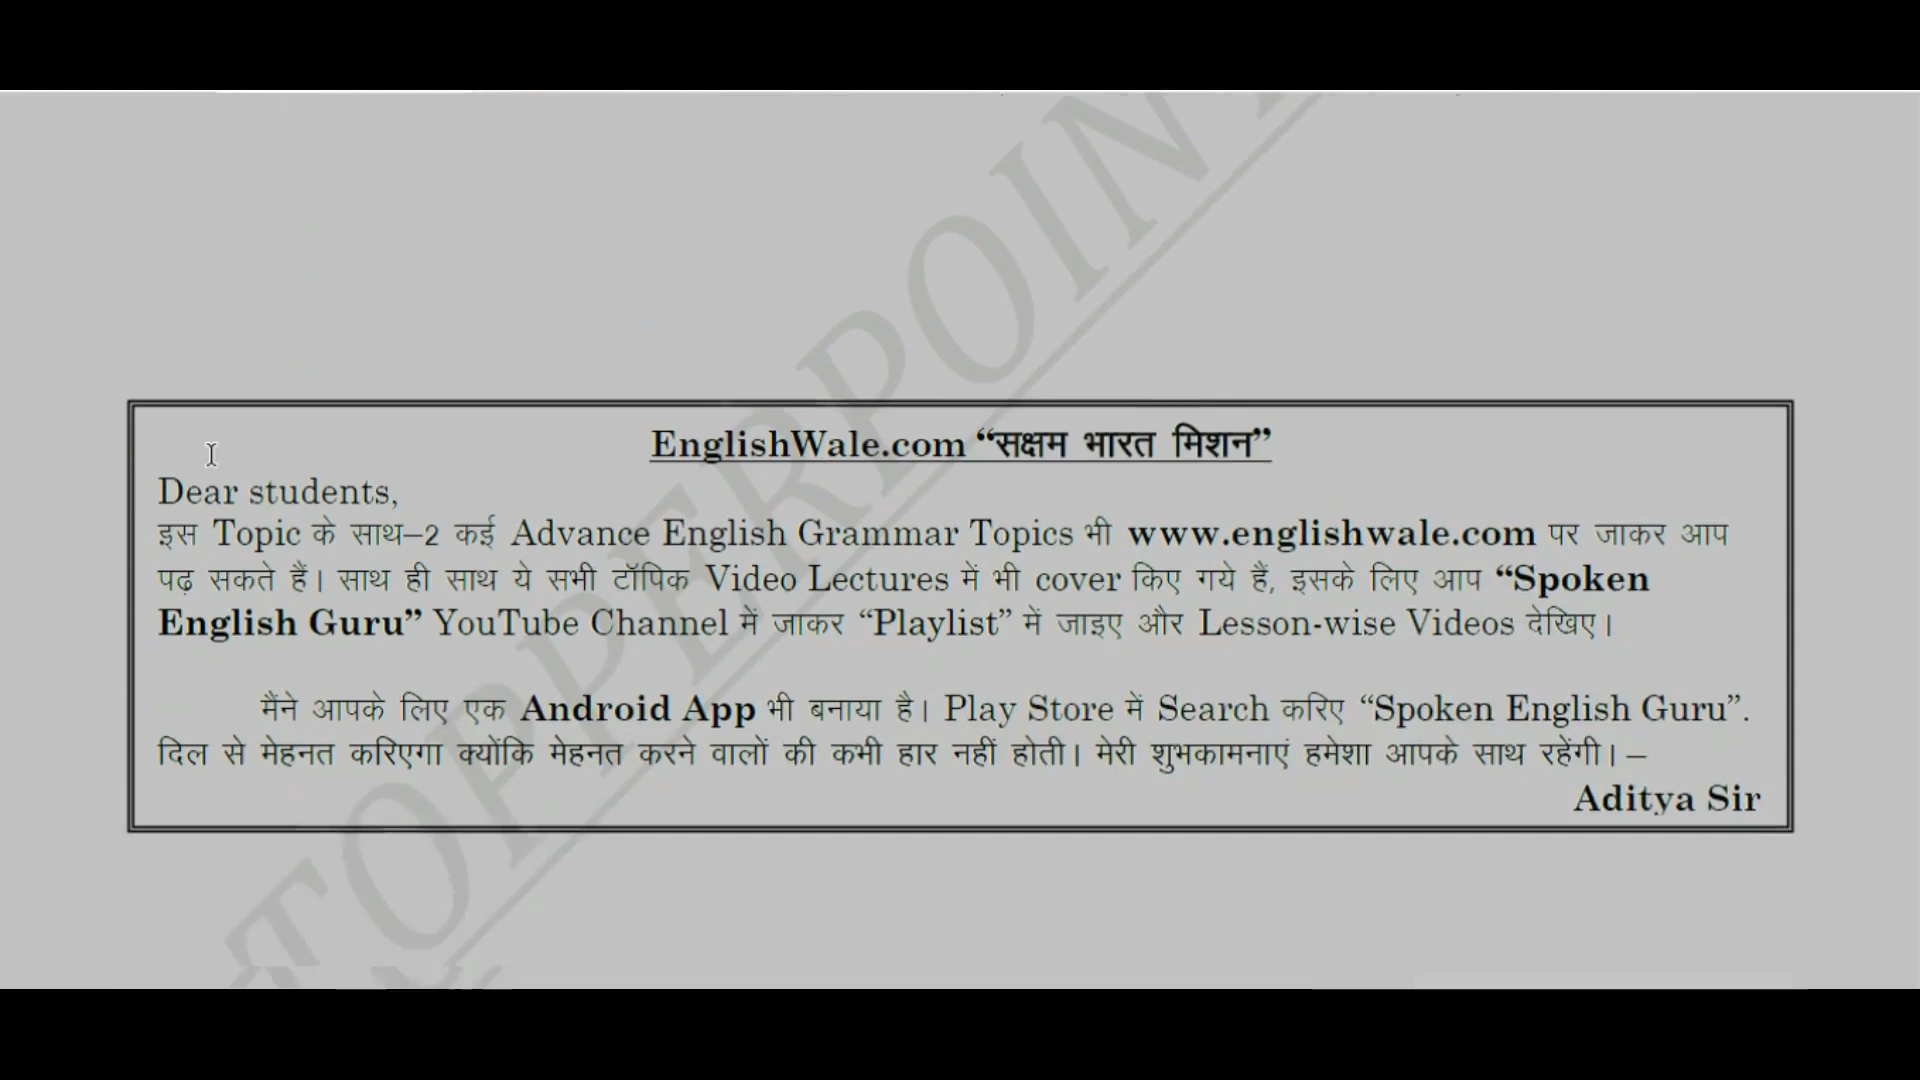 EnglishWale.com “सक्षम भारत मिशन”
Dear students,
इस Topic के साथ–2 कई Advance English Grammar Topics भी www.englishwale.com पर जाकर आप
पढ़ सकते हैं। साथ ही साथ ये सभी टॉपिक Video Lectures में भी cover किए गये हैं, इसके लिए आप “Spoken
English Guru” YouTube Channel में जाकर “Playlist” में जाइए और Lesson-wise Videos देखिए।
मैंने आपके लिए एक Android App भी बनाया है। Play Store में Search करिए “Spoken English Guru”.
दिल से मेहनत करिएगा क्योंकि मेहनत करने वालों की कभी हार नहीं होती। मेरी शुभकामनाएं हमेशा आपके साथ रहेंगी। –
Aditya Sir
TOPPERPOIN